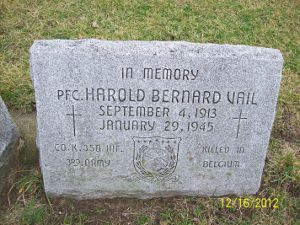 IN MEMORY
PFC. HAROLD BERNARD VAIL
SEPTEMBER 4, 1913
JANUARY 29, 1945
CO. K. 358 INF.
3RD ARMY
KILLED IN
BELGIUM
12/16/2012